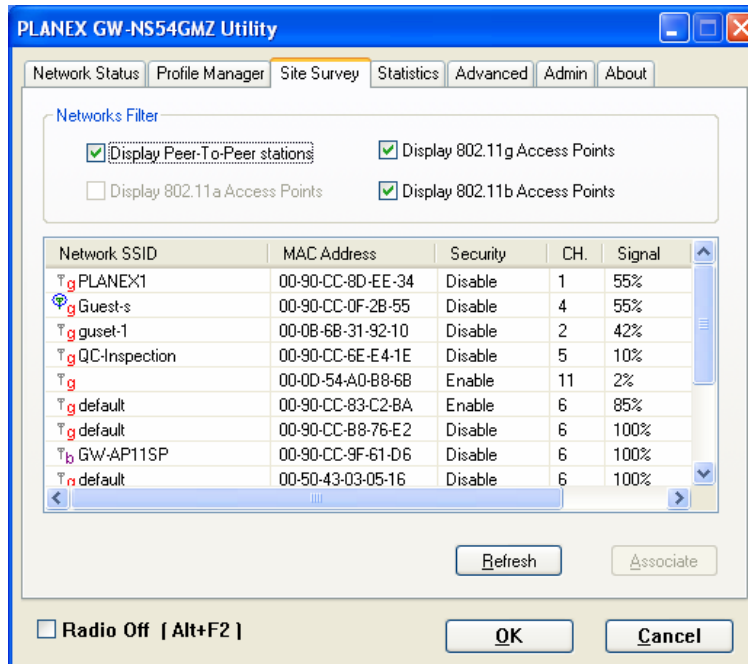 PLANEX GW-NS54GMZ Utility
Network Status Profile Manager Site Survey Statistics Advanced Admin About
Networks Filter
Display Peer-To-Peer stations Display 802.11g Access Points
Display 802.11a Access Points Display 802.11b Access Points
Network SSID MAC Address Security CH. Signal
g PLANEX1 00-90-CC-8D-EE-34 Disable 1 55%
g Guest-s 00-90-CC-0F-2B-55 Disable 4 55%
g guset-1 00-0B-6B-31-92-10 Disable 2 42%
g QC-Inspection 00-90-CC-6E-E4-1E Disable 5 10%
g 00-0D-54-A0-B8-6B Enable 11 2%
g default 00-90-CC-83-C2-BA Enable 6 85%
g default 00-90-CC-B8-76-E2 Disable 6 100%
b GW-AP11SP 00-90-CC-9F-61-D6 Disable 6 100%
g default 00-50-43-03-05-16 Disable 6 100%
Refresh Associate
Radio Off [ Alt+F2 ] OK Cancel